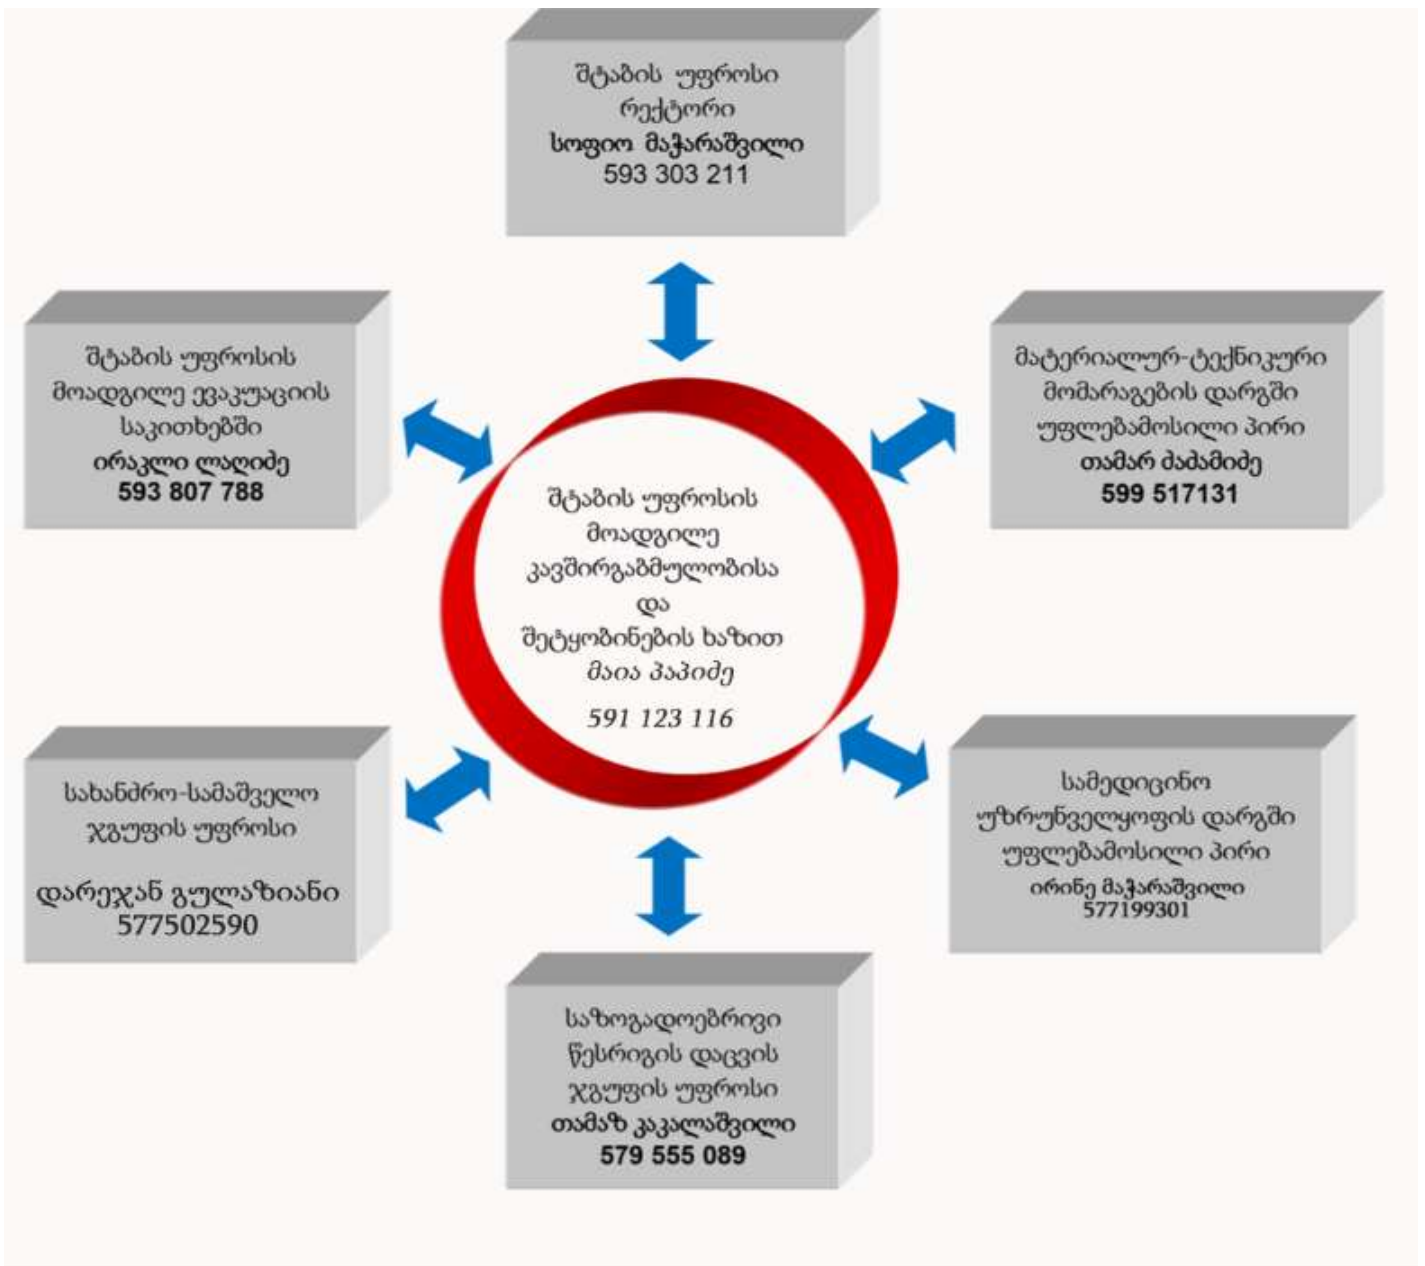 შტაბის უფროსი
რექტორი
სოფიო მაჭარაშვილი
593 303 211
შტაბის უფროსის
მოადგილე ევაკუაციის
საკითხებში
ირაკლი ლაღიძე
593 807 788
მატერიალურ-ტექნიკური
მომარაგების დარგში
უფლებამოსილი პირი
თამარ ძაძამიძე
599 517131
შტაბის უფროსის
მოადგილე
კავშირგაბმულობისა
და
შეტყობინების ხაზით
მაია პაპიძე
591 123 116
სახანძრო-სამაშველო
ჯგუფის უფროსი
დარეჯან გულაზიანი
577502590
სამედიცინო
უზრუნველყოფის დარგში
უფლებამოსილი პირი
ირინე მაჭარაშვილი
577199301
საზოგადოებრივი
წესრიგის დაცვის
ჯგუფის უფროსი
თამაზ კაკალაშვილი
579 555 089